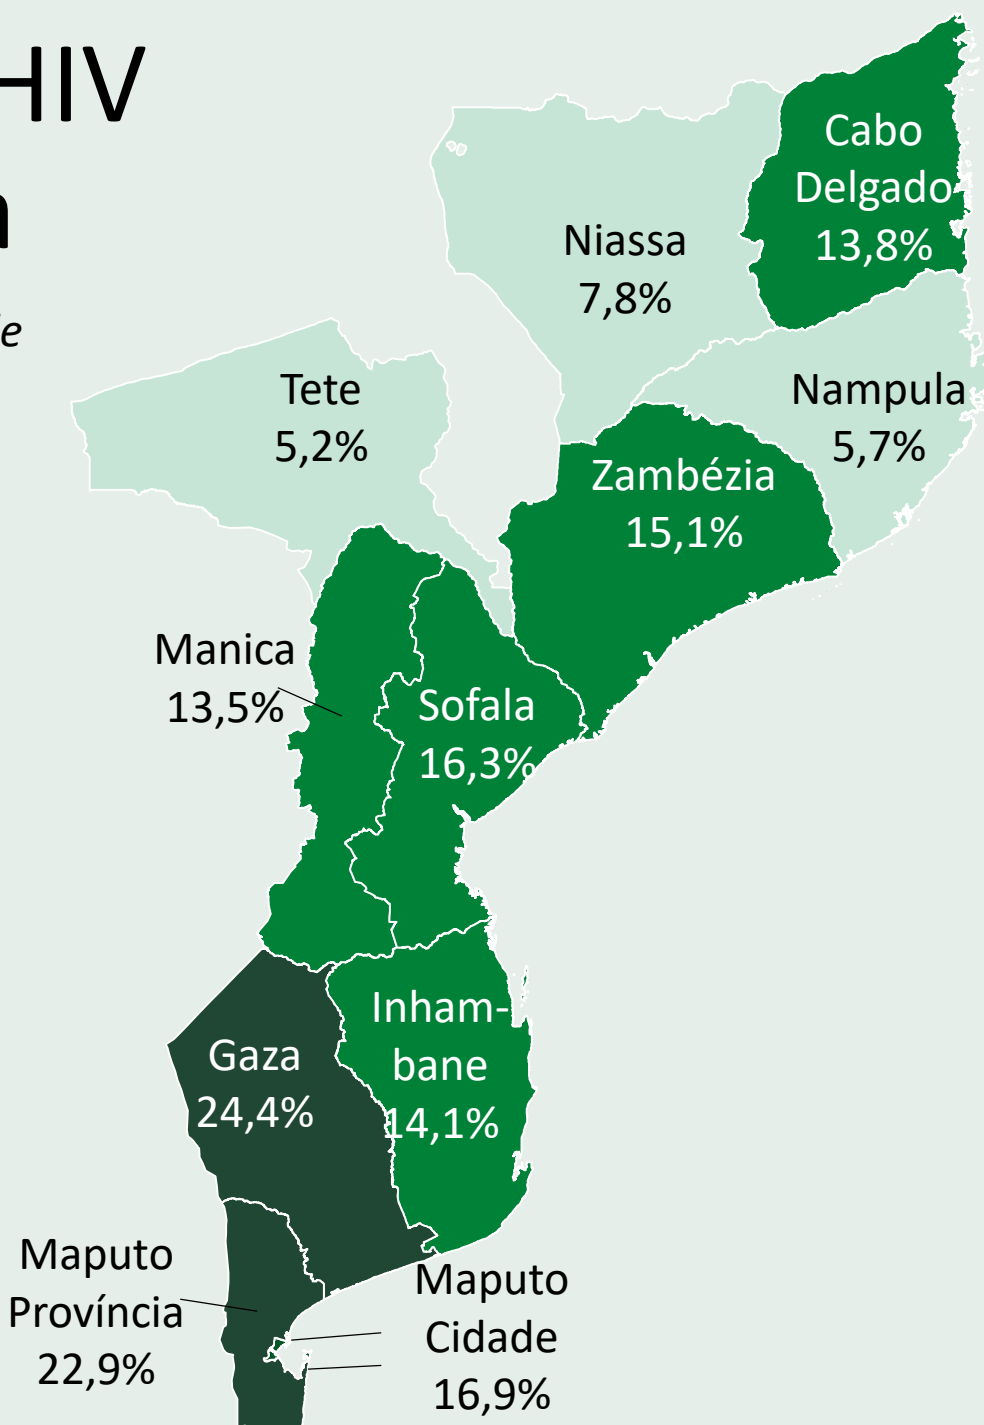 HIV
Cabo
Delgado
13,8%
Niassa
7,8%
Tete
5,2%
Nampula
5,7%
Zambézia
15,1%
Manica
13,5%
Sofala
16,3%
Inham-
bane
14,1%
Gaza
24,4%
Maputo
Província
22,9%
Maputo
Cidade
16,9%